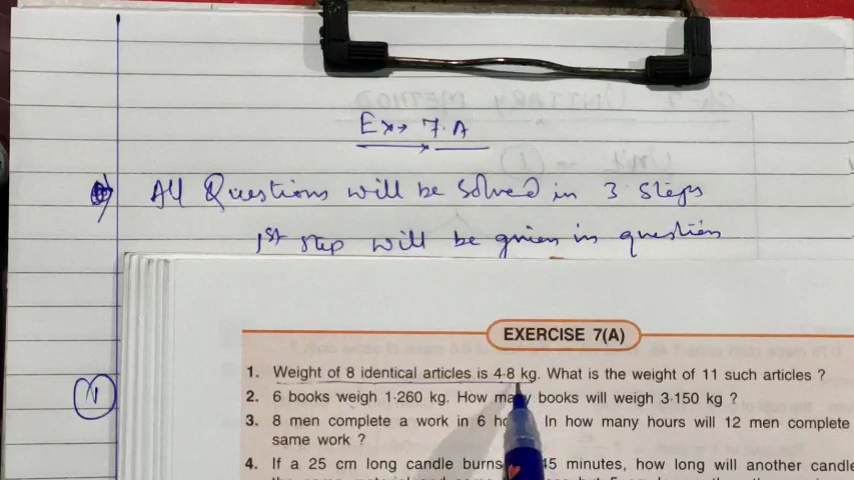 Ex→ 7.A
All Questions will be Solved in 3 Steps
1st step will be given in question
EXERCISE 7(A)
1. Weight of 8 identical articles is 4·8 kg. What is the weight of 11 such articles ?
2. 6 books weigh 1·260 kg. How many books will weigh 3·150 kg ?
3. 8 men complete a work in 6 In how many hours will 12 men complete
same work ?
4. If a 25 cm long candle burns 45 minutes, how long will another candle